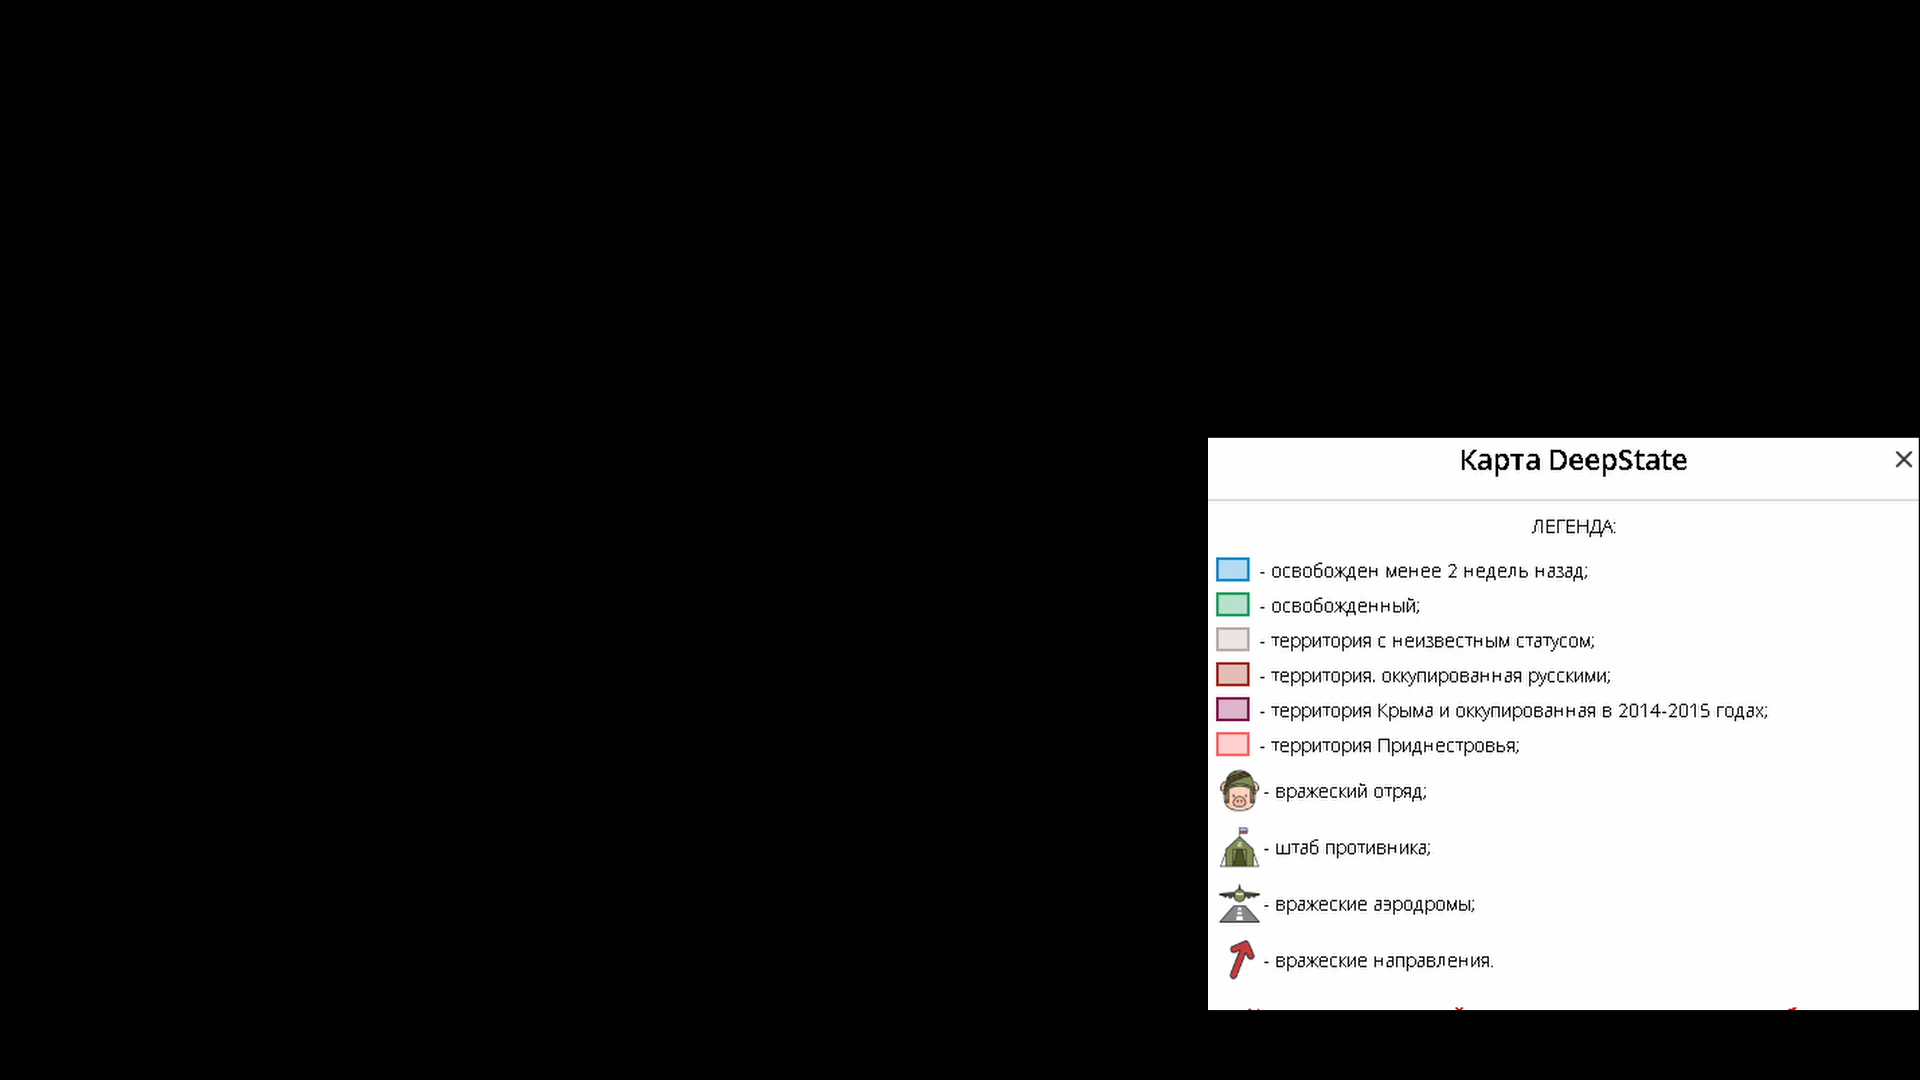 Карта DeepState
ЛЕГЕНДА:
- освобожден менее 2 недель назад;
- освобожденный;
- территория с неизвестным статусом;
- территория. оккупированная русскими;
- территория Крыма и оккупированная в 2014-2015 годах;
- территория Приднестровья;
- вражеский отряд;
- штаб противника;
- вражеские аэродромы;
- вражеские направления.